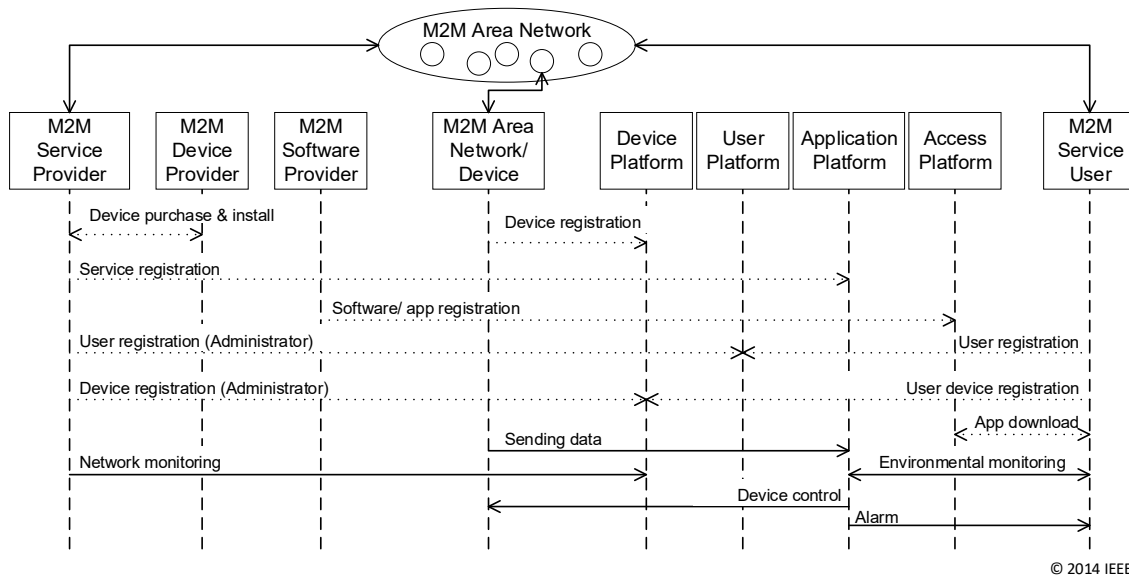 M2M Area Network
M2M
Service
Provider
M2M
Device
Provider
M2M
Software
Provider
M2M Area
Network/
Device
Device
Platform
User
Platform
Application
Platform
Access
Platform
M2M
Service
User
Device purchase & install
Device registration
Service registration
Software/ app registration
User registration (Administrator)
User registration
Device registration (Administrator)
User device registration
App download
Sending data
Network monitoring
Environmental monitoring
Device control
Alarm
© 2014 IEEE